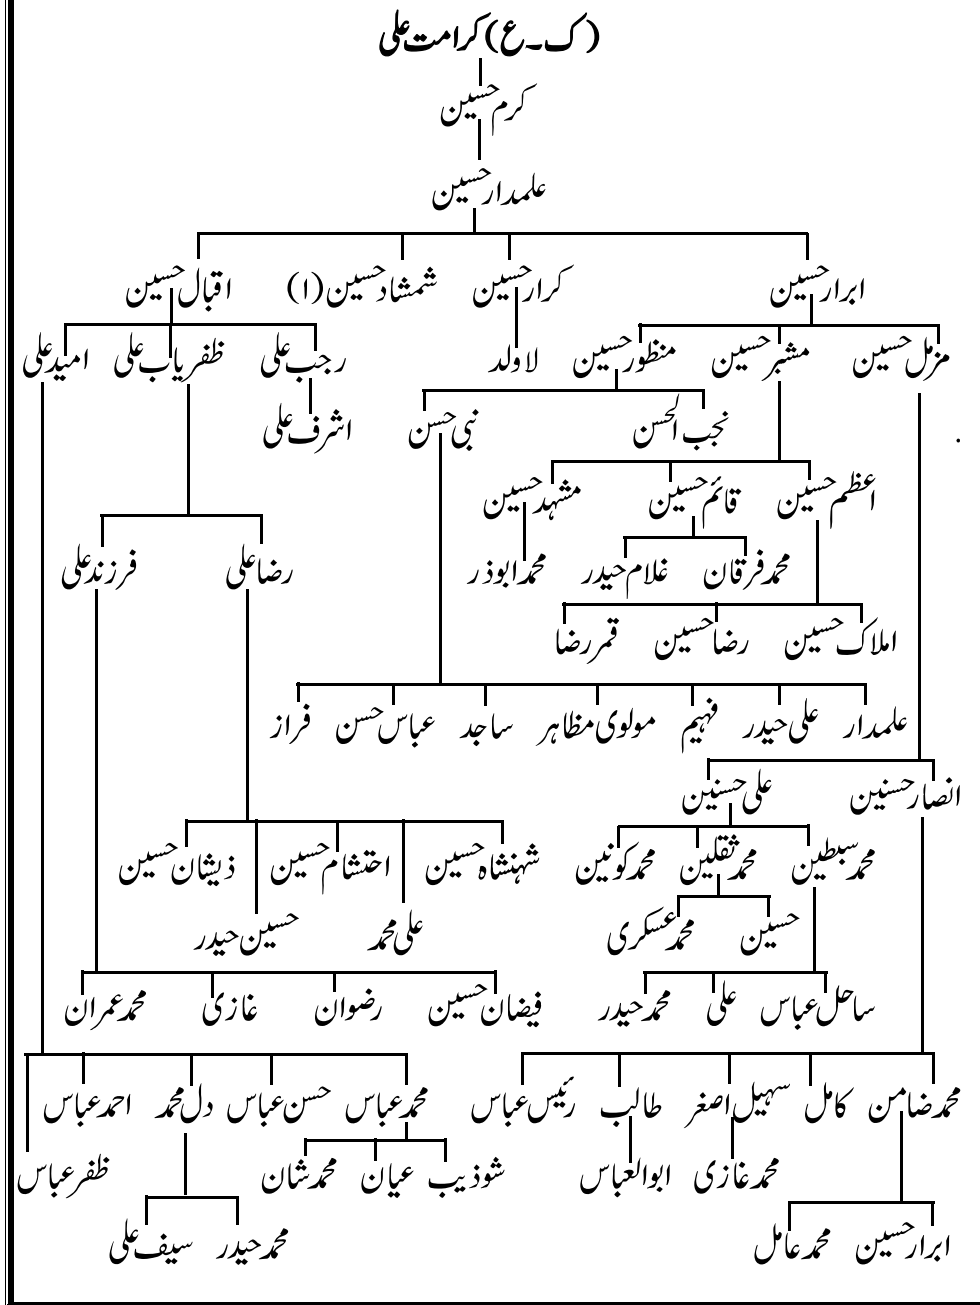 (ک۔ع) کرامت علی
کرم حسین
علمدار حسین
ابرار حسین کرار حسین شمشاد حسین (۱) اقبال حسین
مزمل حسین مشبر حسین منظور حسین لاولد رجب علی ظفریاب علی امید علی
نجب الحسن نبی حسن اشرف علی
اعظم حسین قائم حسین مشہد حسین
محمد فرقان غلام حیدر محمد ابوذر رضا علی فرزند علی
املاک حسین رضا حسین قمر رضا
علمدار علی حیدر فہیم مولوی مظاہر ساجد عباس حسن فراز
انصار حسنین علی حسنین
محمد سبطین محمد ثقلین محمد کونین شہنشاہ حسین احتشام حسین ذیشان حسین
حسین محمد عسکری علی محمد حسین حیدر
ساحل عباس علی محمد حیدر فیضان حسین رضوان غازی محمد عمران
محمد ضامن کامل سہیل اصغر طالب رئیس عباس محمد عباس حسن عباس دل محمد احمد عباس
محمد غازی ابوالعباس شوذیب عیان محمد شان ظفر عباس
ابرار حسین محمد عامل محمد حیدر سیف علی